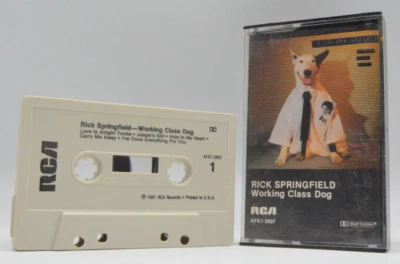 Rick Springfield—Working Class Dog
AFK1-3697
Love Is Alright Tonite • Jessie's Girl • Hole In My Heart •
Carry Me Away • I've Done Everything For You
RCA
1
℗ 1981 RCA Records • Printed in U.S.A.
RICK SPRINGFIELD
Working Class Dog
RCA
AFK1-3697